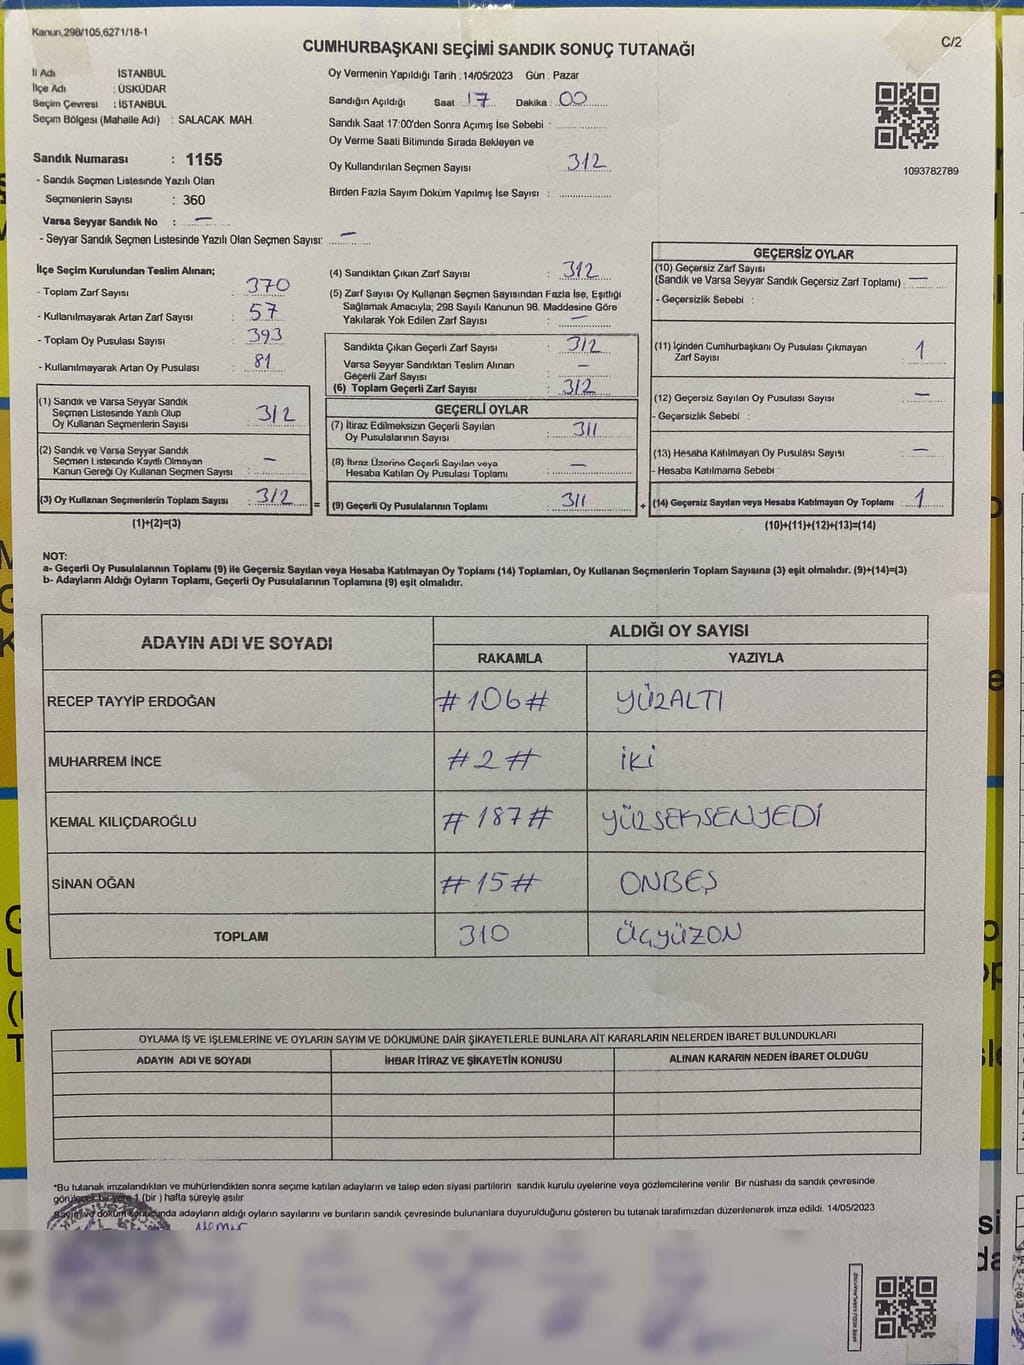 Kanun,298/105,6271/18-1
C/2
CUMHURBAŞKANI SEÇİMİ SANDIK SONUÇ TUTANAĞI
İl Adı İSTANBUL
İlçe Adı : ÜSKÜDAR
Seçim Çevresi : İSTANBUL
Seçim Bölgesi (Mahalle Adı) : SALACAK MAH.
Sandık Numarası : 1155
- Sandık Seçmen Listesinde Yazılı Olan
Seçmenlerin Sayısı : 360
Varsa Seyyar Sandık No : —
- Seyyar Sandık Seçmen Listesinde Yazılı Olan Seçmen Sayısı: —
Oy Vermenin Yapıldığı Tarih : 14/05/2023 Gün : Pazar
Sandığın Açıldığı Saat : 17 Dakika : 00
Sandık Saat 17:00'den Sonra Açımış İse Sebebi :
Oy Verme Saati Bitiminde Sırada Bekleyen ve
Oy Kullandırılan Seçmen Sayısı : 312
Birden Fazla Sayım Döküm Yapılmış İse Sayısı :
1093782789
İlçe Seçim Kurulundan Teslim Alınan;
- Toplam Zarf Sayısı : 370
- Kullanılmayarak Artan Zarf Sayısı : 57
- Toplam Oy Pusulası Sayısı : 393
- Kullanılmayarak Artan Oy Pusulası : 81
(1) Sandık ve Varsa Seyyar Sandık
Seçmen Listesinde Yazılı Olup
Oy Kullanan Seçmenlerin Sayısı : 312
(2) Sandık ve Varsa Seyyar Sandık
Seçmen Listesinde Kayıtlı Olmayan
Kanun Gereği Oy Kullanan Seçmen Sayısı : —
(3) Oy Kullanan Seçmenlerin Toplam Sayısı : 312 =
(1)+(2)=(3)
(4) Sandıktan Çıkan Zarf Sayısı : 312
(5) Zarf Sayısı Oy Kullanan Seçmen Sayısından Fazla İse, Eşitliği
Sağlamak Amacıyla; 298 Sayılı Kanunun 98. Maddesine Göre
Yakılarak Yok Edilen Zarf Sayısı : —
Sandıkta Çıkan Geçerli Zarf Sayısı : 312
Varsa Seyyar Sandıktan Teslim Alınan
Geçerli Zarf Sayısı : —
(6) Toplam Geçerli Zarf Sayısı : 312
GEÇERLİ OYLAR
(7) İtiraz Edilmeksizin Geçerli Sayılan
Oy Pusulalarının Sayısı : 311
(8) İtiraz Üzerine Geçerli Sayılan veya
Hesaba Katılan Oy Pusulası Toplamı : —
(9) Geçerli Oy Pusulalarının Toplamı : 311 +
GEÇERSİZ OYLAR
(10) Geçersiz Zarf Sayısı
(Sandık ve Varsa Seyyar Sandık Geçersiz Zarf Toplamı) : —
- Geçersizlik Sebebi :
(11) İçinden Cumhurbaşkanı Oy Pusulası Çıkmayan
Zarf Sayısı : 1
(12) Geçersiz Sayılan Oy Pusulası Sayısı : —
- Geçersizlik Sebebi :
(13) Hesaba Katılmayan Oy Pusulası Sayısı : —
- Hesaba Katılmama Sebebi :
(14) Geçersiz Sayılan veya Hesaba Katılmayan Oy Toplamı : 1
(10)+(11)+(12)+(13)=(14)
NOT:
a- Geçerli Oy Pusulalarının Toplamı (9) ile Geçersiz Sayılan veya Hesaba Katılmayan Oy Toplamı (14) Toplamları, Oy Kullanan Seçmenlerin Toplam Sayısına (3) eşit olmalıdır. (9)+(14)=(3)
b- Adayların Aldığı Oyların Toplamı, Geçerli Oy Pusulalarının Toplamına (9) eşit olmalıdır.
ADAYIN ADI VE SOYADI ALDIĞI OY SAYISI
RAKAMLA YAZIYLA
RECEP TAYYİP ERDOĞAN #106# YÜZALTI
MUHARREM İNCE #2# İKİ
KEMAL KILIÇDAROĞLU #187# YÜZSEKSENYEDİ
SİNAN OĞAN #15# ONBEŞ
TOPLAM 310 ÜÇYÜZON
OYLAMA İŞ VE İŞLEMLERİNE VE OYLARIN SAYIM VE DÖKÜMÜNE DAİR ŞİKAYETLERLE BUNLARA AİT KARARLARIN NELERDEN İBARET BULUNDUKLARI
ADAYIN ADI VE SOYADI İHBAR İTİRAZ VE ŞİKAYETİN KONUSU ALINAN KARARIN NEDEN İBARET OLDUĞU
*Bu tutanak imzalandıktan ve mühürlendikten sonra seçime katılan adayların ve talep eden siyasi partilerin sandık kurulu üyelerine veya gözlemcilerine verilir Bir nüshası da sandık çevresinde
görülecek bir yere 1 (bir ) hafta süreyle asılır
Sayım ve döküm sonucunda adayların aldığı oyların sayılarını ve bunların sandık çevresinde bulunanlara duyurulduğunu gösteren bu tutanak tarafımızdan düzenlenerek imza edildi. 14/05/2023